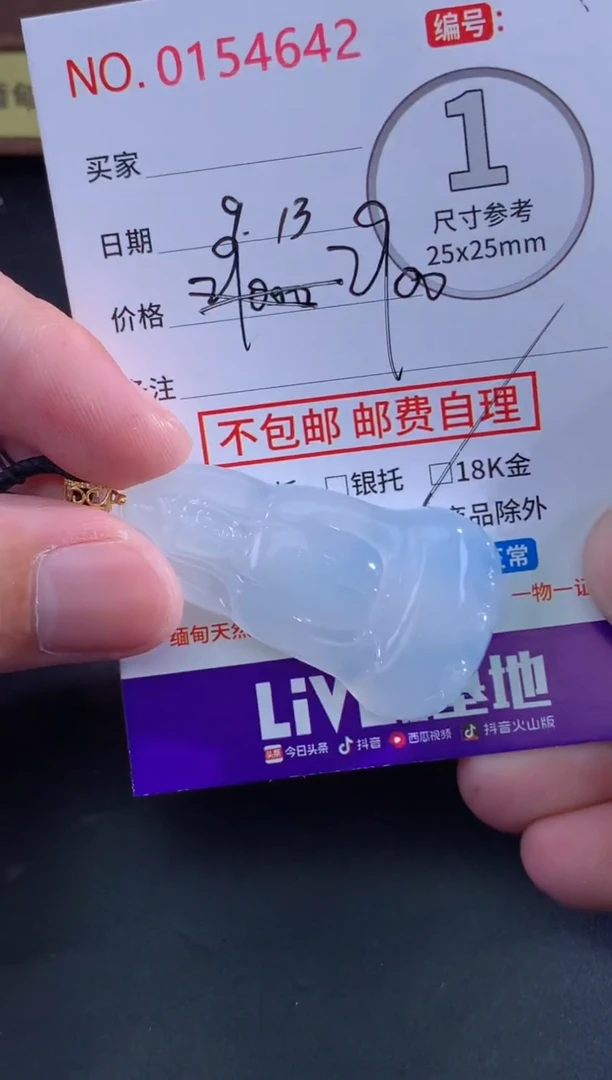 NO.0154642
编号：
1
尺寸参考
25x25mm
买家
日期 9.13
价格
注
不包邮 邮费自理
□银托 □18K金
品除外
常
缅甸天然
一物一证
LiVE 基地
今日头条 抖音 西瓜视频 抖音火山版